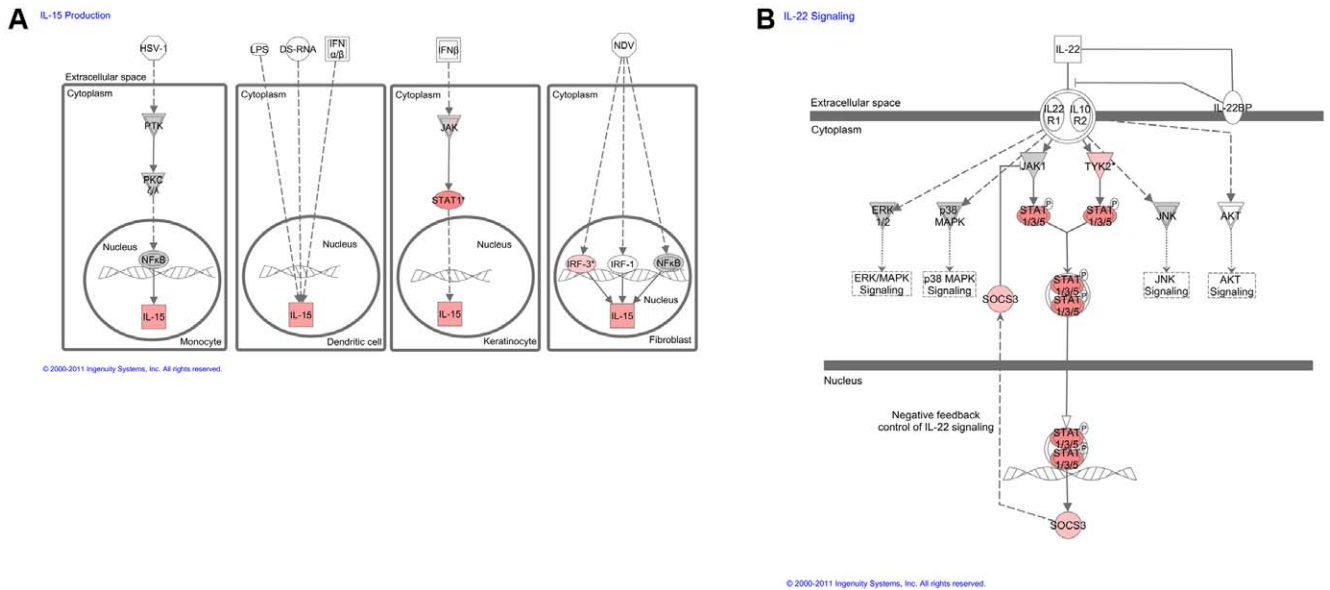 A
IL-15 Production
HSV-1
LPS
DS-RNA
IFN
α/β
IFNβ
NDV
Extracellular space
Cytoplasm
Cytoplasm
Cytoplasm
Cytoplasm
PTK
JAK
PKC
ζ/λ
STAT1*
Nucleus
Nucleus
Nucleus
NFκB
IRF-3*
IRF-1
NFκB
Nucleus
IL-15
IL-15
IL-15
IL-15
Monocyte
Dendritic cell
Keratinocyte
Fibroblast
© 2000-2011 Ingenuity Systems, Inc. All rights reserved.
B
IL-22 Signaling
IL-22
Extracellular space
IL22
R1
IL10
R2
IL-22BP
Cytoplasm
JAK1
TYK2*
ERK
1/2
p38
MAPK
STAT
1/3/5
P
STAT
1/3/5
P
JNK
AKT
ERK/MAPK
Signaling
p38 MAPK
Signaling
SOCS3
STAT
1/3/5
P
STAT
1/3/5
P
JNK
Signaling
AKT
Signaling
Nucleus
Negative feedback
control of IL-22 signaling
STAT
1/3/5
P
STAT
1/3/5
P
SOCS3
© 2000-2011 Ingenuity Systems, Inc. All rights reserved.